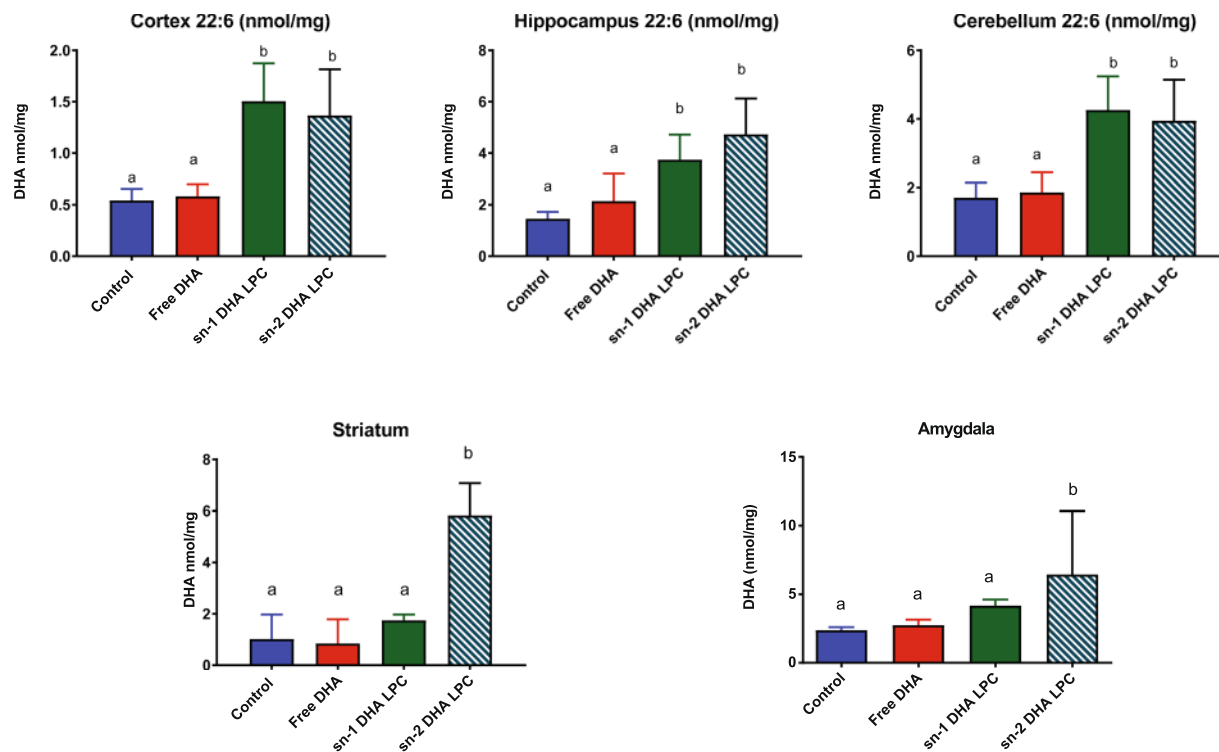 Cortex 22:6 (nmol/mg)
DHA nmol/mg
2.0
1.5
1.0
0.5
0.0
a
a
b
b
Control
Free DHA
sn-1 DHA LPC
sn-2 DHA LPC
Hippocampus 22:6 (nmol/mg)
DHA nmol/mg
8
6
4
2
0
a
a
b
b
Control
Free DHA
sn-1 DHA LPC
sn-2 DHA LPC
Cerebellum 22:6 (nmol/mg)
DHA nmol/mg
6
4
2
0
a
a
b
b
Control
Free DHA
sn-1 DHA LPC
sn-2 DHA LPC
Striatum
DHA nmol/mg
8
6
4
2
0
a
a
a
b
Control
Free DHA
sn-1 DHA LPC
sn-2 DHA LPC
Amygdala
DHA (nmol/mg)
15
10
5
0
a
a
a
b
Control
Free DHA
sn-1 DHA LPC
sn-2 DHA LPC